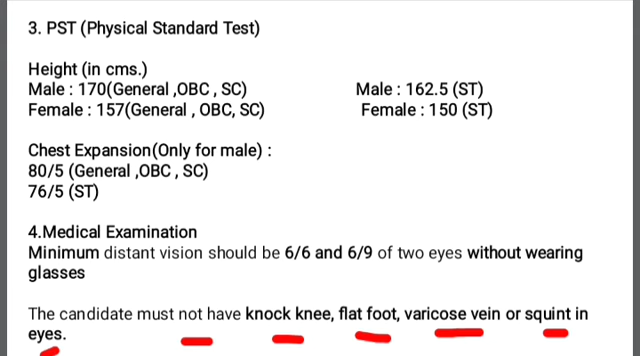 3. PST (Physical Standard Test)
Height (in cms.)
Male : 170(General ,OBC , SC) Male : 162.5 (ST)
Female : 157(General , OBC, SC) Female : 150 (ST)
Chest Expansion(Only for male) :
80/5 (General ,OBC , SC)
76/5 (ST)
4.Medical Examination
Minimum distant vision should be 6/6 and 6/9 of two eyes without wearing
glasses
The candidate must not have knock knee, flat foot, varicose vein or squint in
eyes.